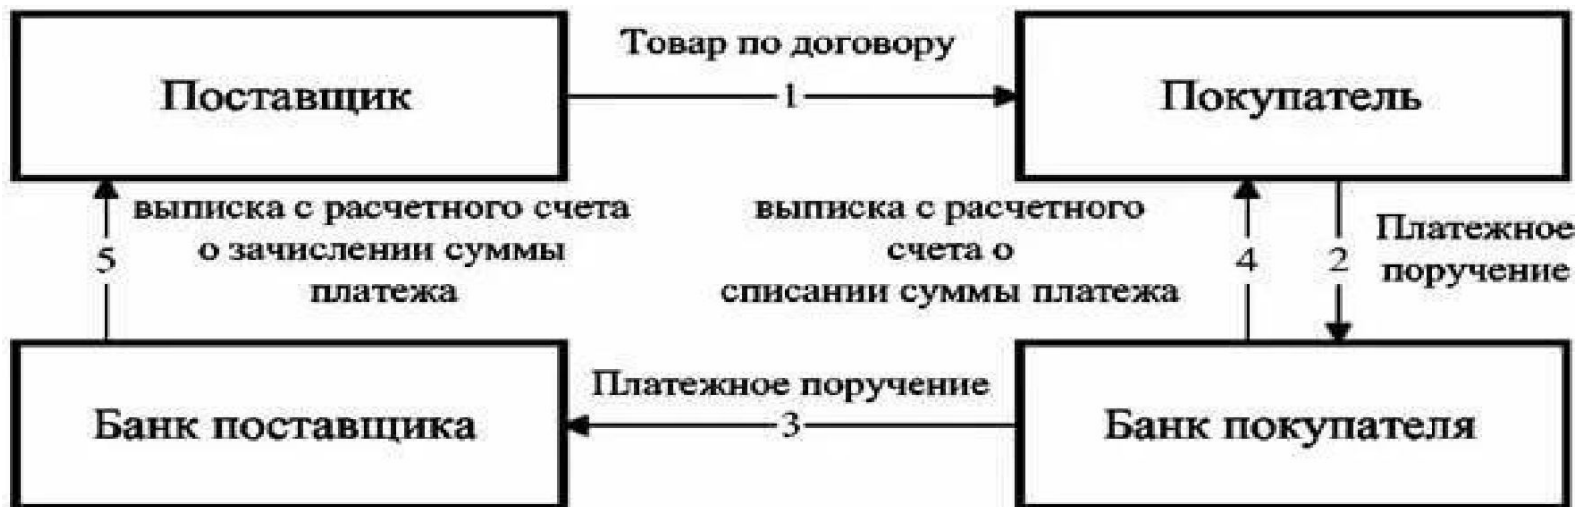 Товар по договору
Поставщик
1
Покупатель
выписка с расчетного счета
о зачислении суммы
платежа
5
выписка с расчетного
счета о
списании суммы платежа
4
2
Платежное
поручение
Платежное поручение
Банк поставщика
3
Банк покупателя